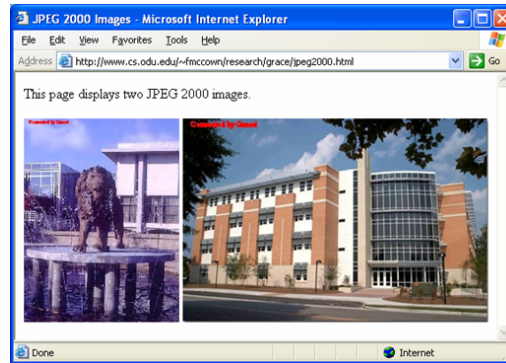 JPEG 2000 Images - Microsoft Internet Explorer
File Edit View Favorites Tools Help
Address http://www.cs.odu.edu/~fmccown/research/grace/jpeg2000.html Go
This page displays two JPEG 2000 images.
Converted by Grace! Converted by Grace!
Done Internet